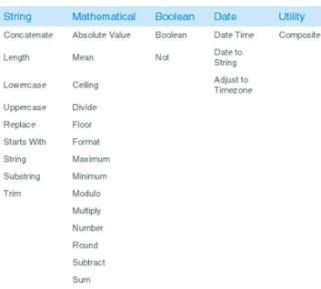 String Mathematical Boolean Date Utility
Concatenate Absolute Value Boolean Date Time Composite
Length Mean Not Date to
String
Lowercase Ceiling Adjust to
Timezone
Uppercase Divide
Replace Floor
Starts With Format
String Maximum
Substring Minimum
Trim Modulo
Multiply
Number
Round
Subtract
Sum